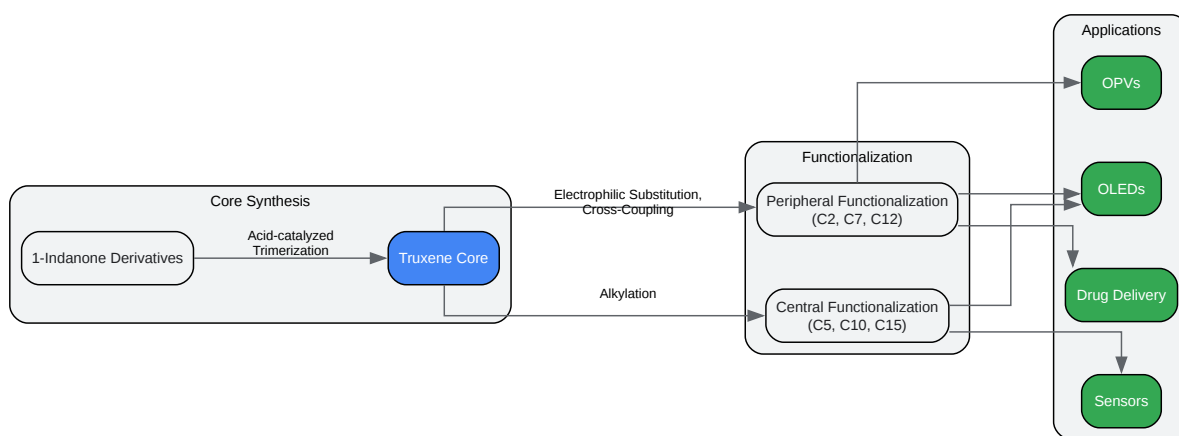 Applications
OPVs
Functionalization
OLEDs
Electrophilic Substitution,
Cross-Coupling
Peripheral Functionalization
(C2, C7, C12)
Core Synthesis
Acid-catalyzed
Trimerization
1-Indanone Derivatives
Truxene Core
Alkylation
Drug Delivery
Central Functionalization
(C5, C10, C15)
Sensors